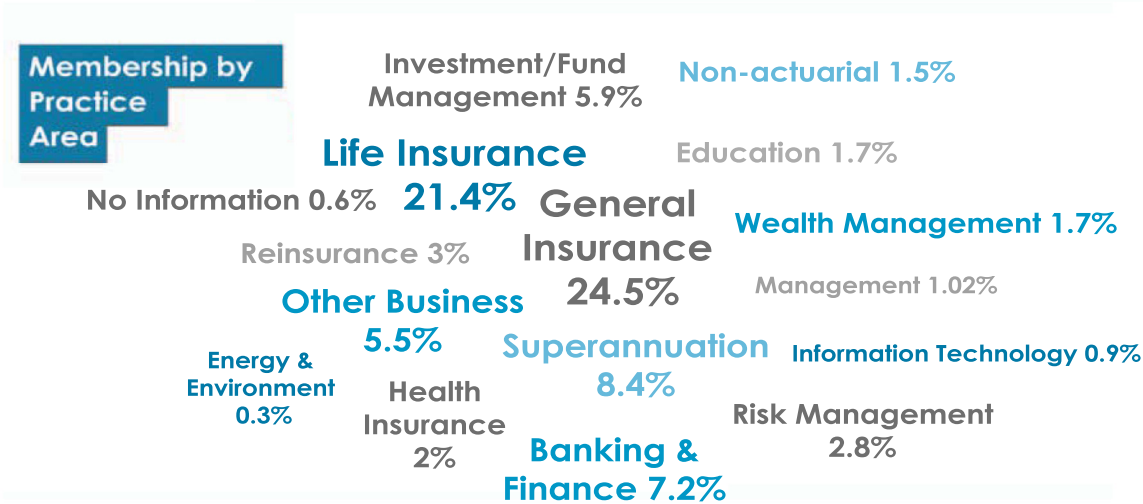 Membership by
Practice
Area
Investment/Fund
Management 5.9%
Non-actuarial 1.5%
Life Insurance
21.4%
Education 1.7%
No Information 0.6%
General
Insurance
24.5%
Wealth Management 1.7%
Reinsurance 3%
Management 1.02%
Other Business
5.5%
Superannuation
8.4%
Information Technology 0.9%
Energy &
Environment
0.3%
Health
Insurance
2%
Risk Management
2.8%
Banking &
Finance 7.2%